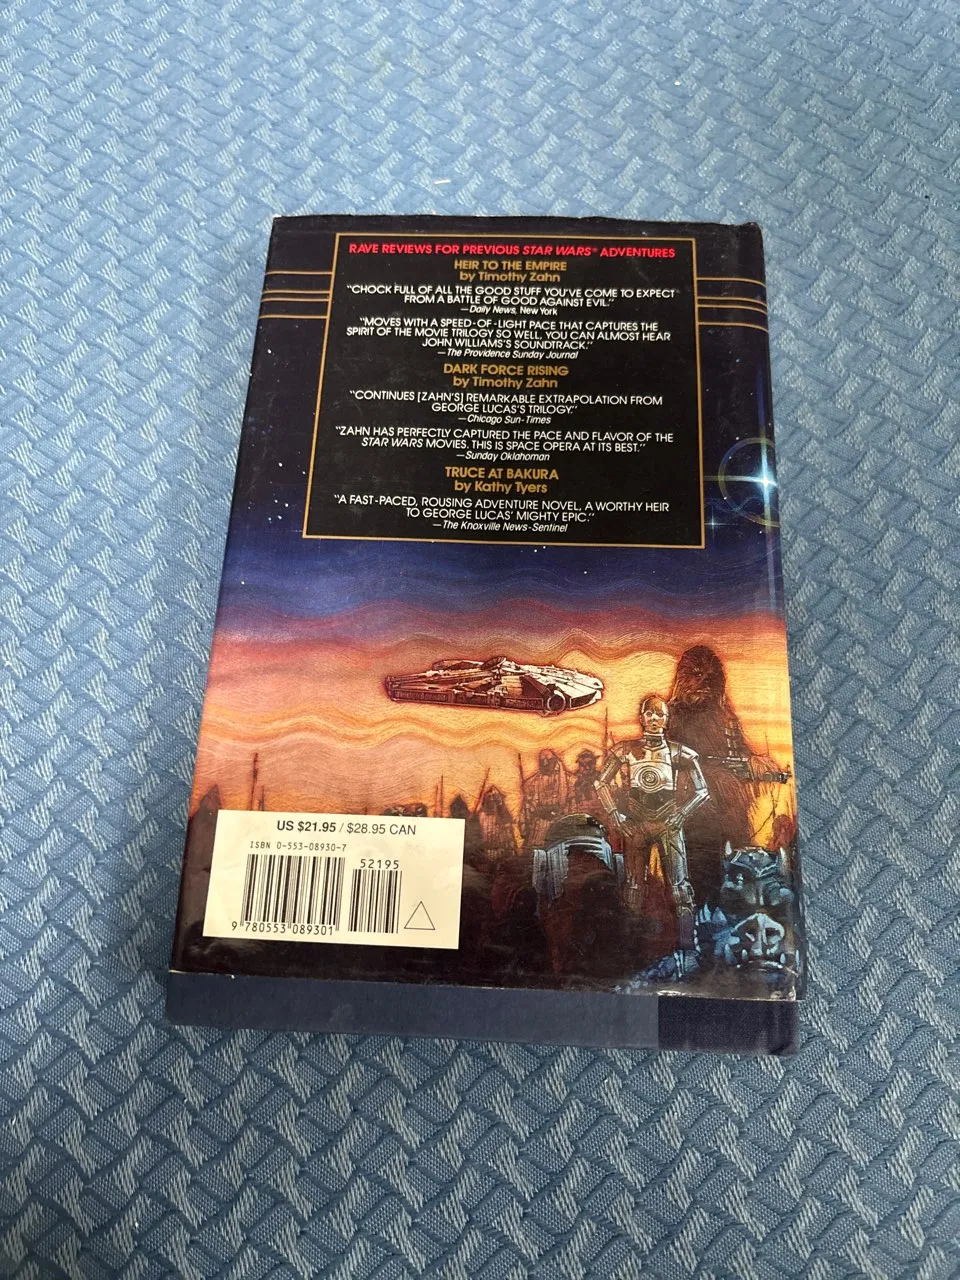 RAVE REVIEWS FOR PREVIOUS STAR WARS® ADVENTURES
HEIR TO THE EMPIRE
by Timothy Zahn
"CHOCK FULL OF ALL THE GOOD STUFF YOU'VE COME TO EXPECT
FROM A BATTLE OF GOOD AGAINST EVIL."
—Daily News, New York
"MOVES WITH A SPEED-OF-LIGHT PACE THAT CAPTURES THE
SPIRIT OF THE MOVIE TRILOGY SO WELL, YOU CAN ALMOST HEAR
JOHN WILLIAMS'S SOUNDTRACK."
—The Providence Sunday Journal
DARK FORCE RISING
by Timothy Zahn
"CONTINUES [ZAHN'S] REMARKABLE EXTRAPOLATION FROM
GEORGE LUCAS'S TRILOGY."
—Chicago Sun-Times
"ZAHN HAS PERFECTLY CAPTURED THE PACE AND FLAVOR OF THE
STAR WARS MOVIES. THIS IS SPACE OPERA AT ITS BEST."
—Sunday Oklahoman
TRUCE AT BAKURA
by Kathy Tyers
"A FAST-PACED, ROUSING ADVENTURE NOVEL, A WORTHY HEIR
TO GEORGE LUCAS' MIGHTY EPIC."
—The Knoxville News-Sentinel
US $21.95 / $28.95 CAN
ISBN 0-553-08930-7
52195
9 780553 089301